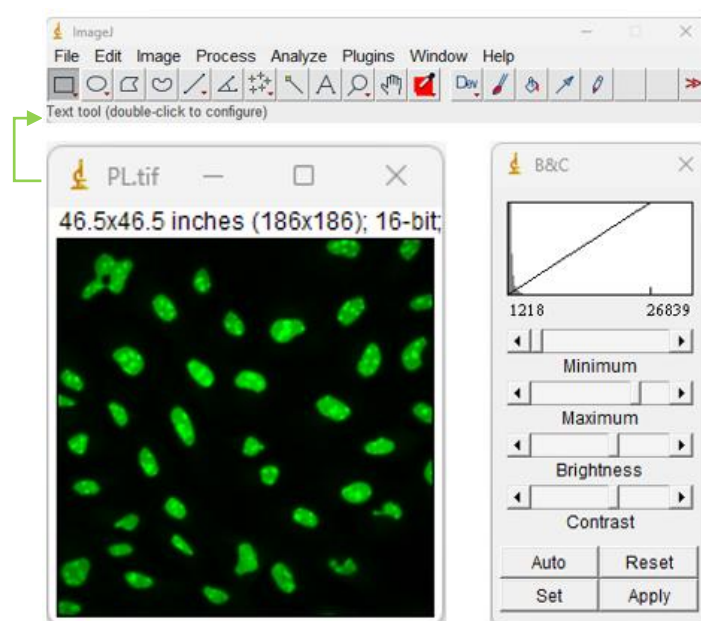 ImageJ
File Edit Image Process Analyze Plugins Window Help
A Dev
Text tool (double-click to configure)
PL.tif
46.5x46.5 inches (186x186); 16-bit;
B&C
1218 26839
Minimum
Maximum
Brightness
Contrast
Auto Reset
Set Apply